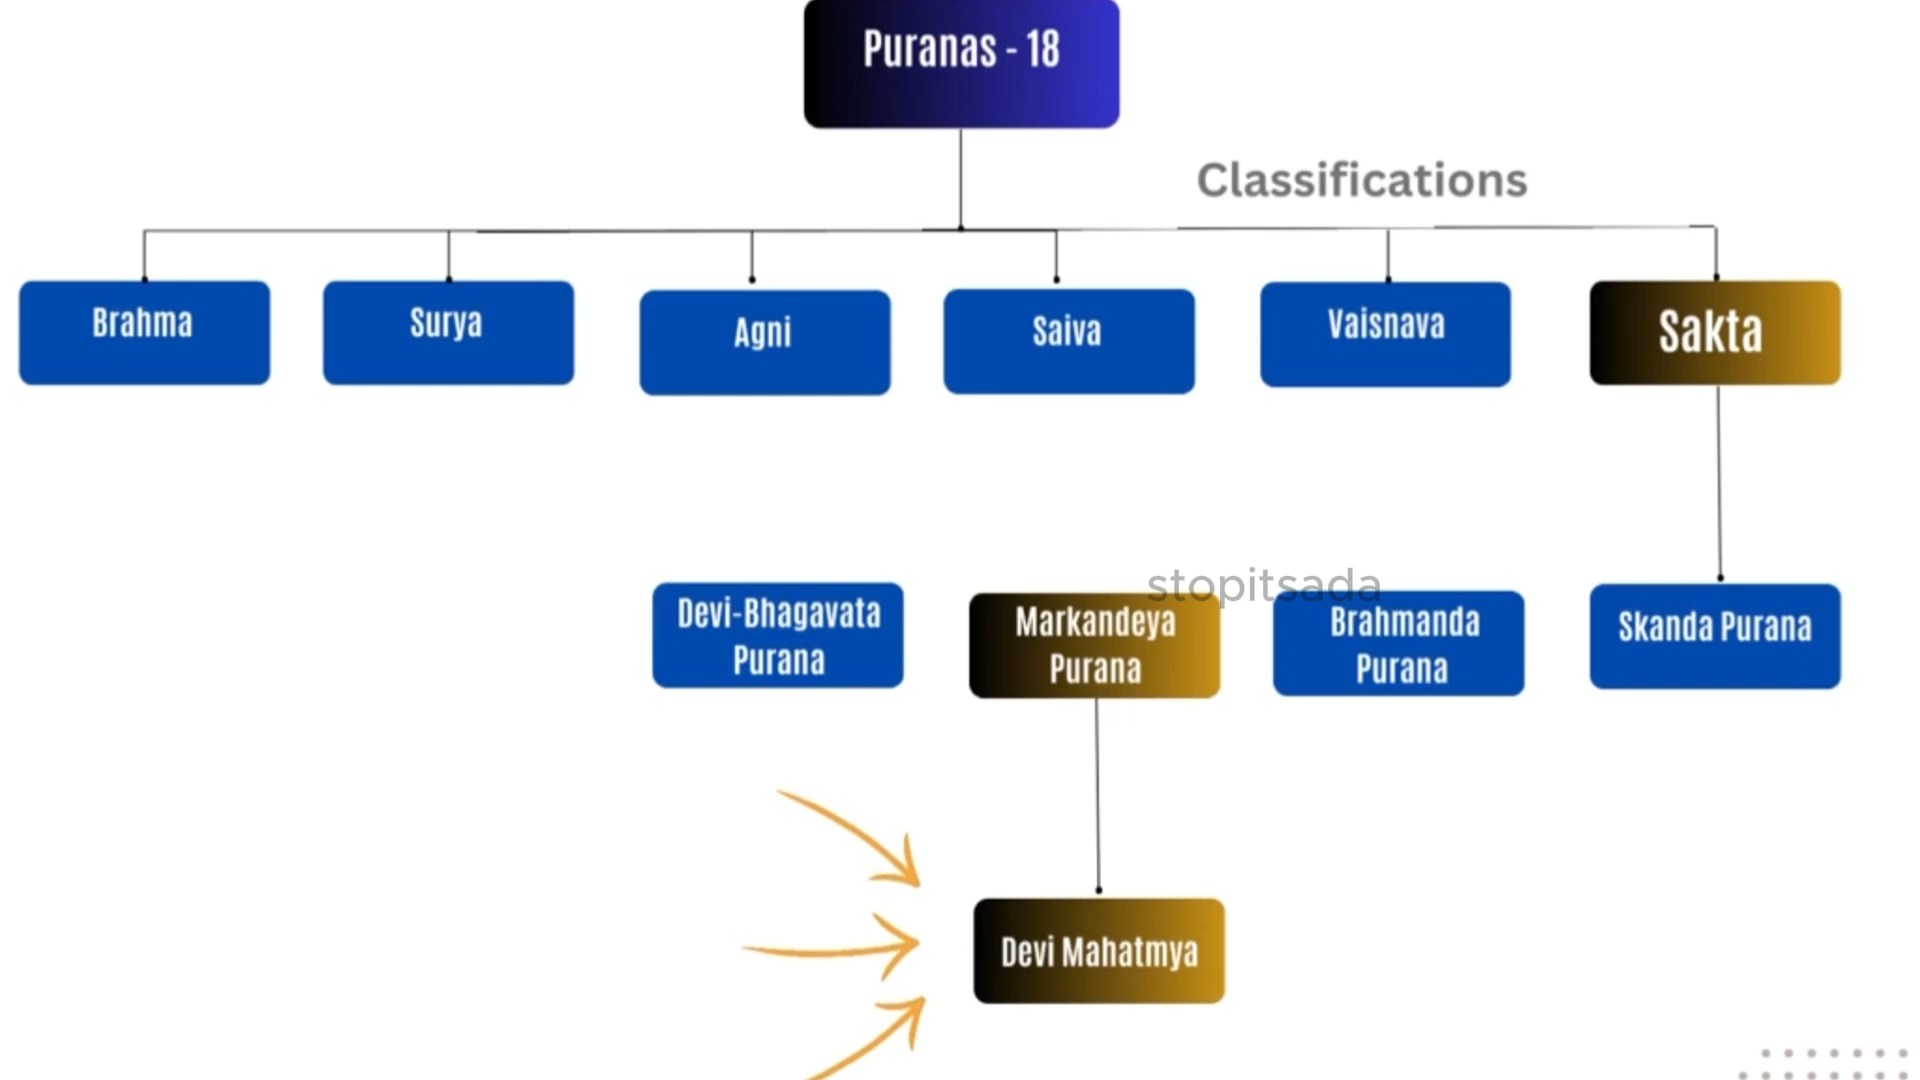 Puranas - 18
Classifications
Brahma
Surya
Agni
Saiva
Vaisnava
Sakta
stopitsada
Devi-Bhagavata
Purana
Markandeya
Purana
Brahmanda
Purana
Skanda Purana
Devi Mahatmya